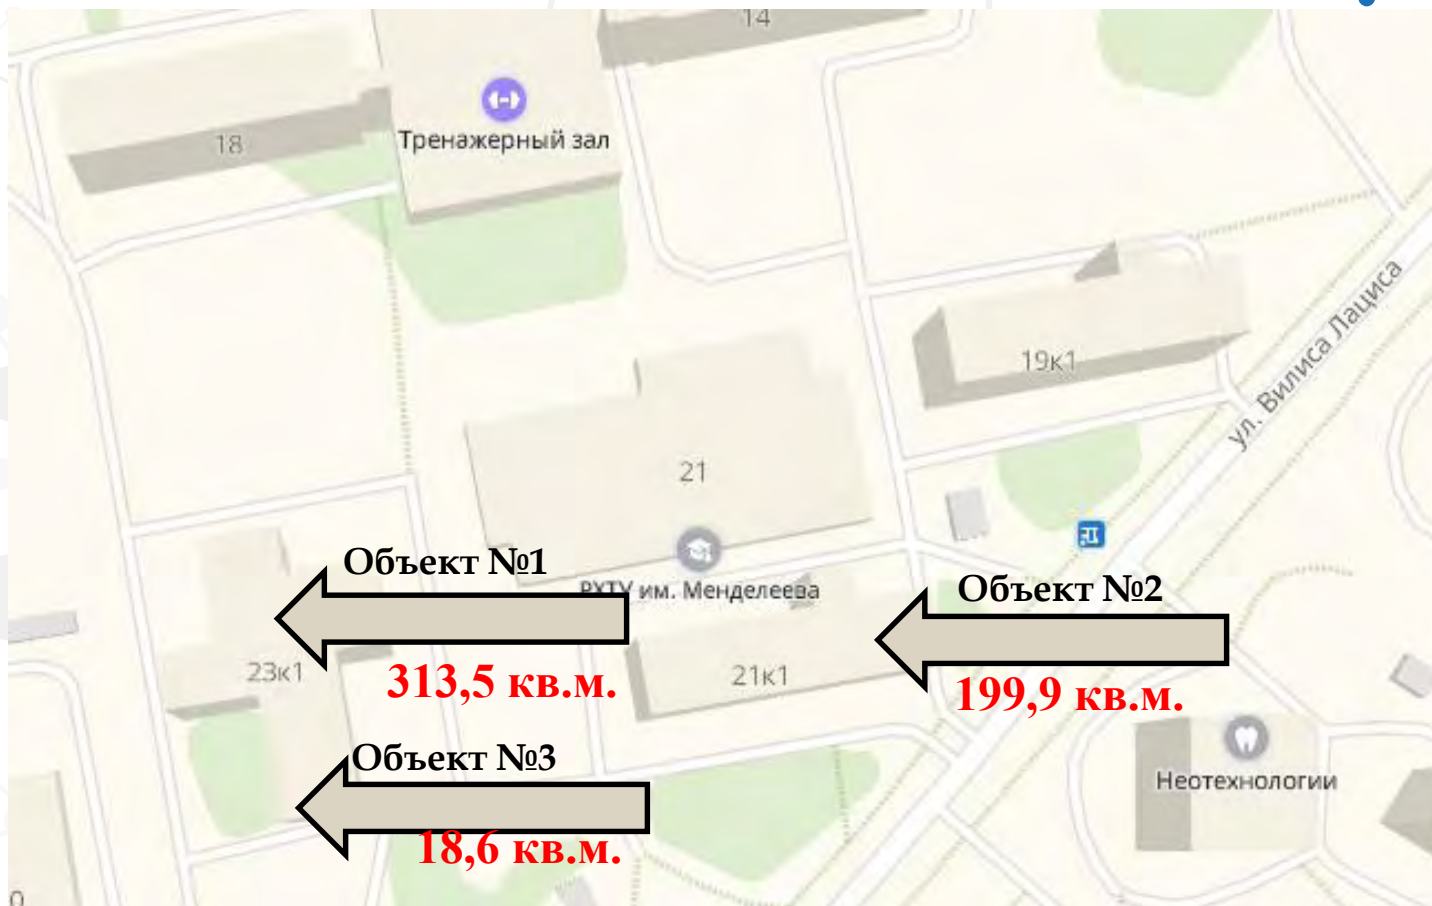 14
18
Тренажерный зал
19к1
ул. Вилиса Лациса
21
Объект №1
РХТУ им. Менделеева
Объект №2
23к1
313,5 кв.м.
21к1
199,9 кв.м.
Объект №3
Неотехнологии
18,6 кв.м.
0